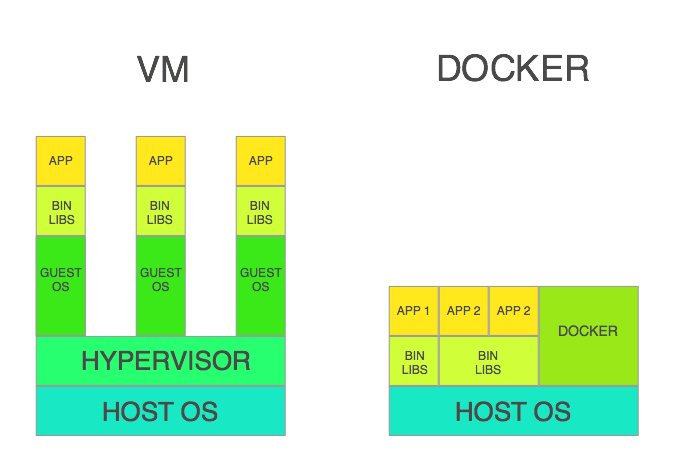 VM
DOCKER
APP
APP
APP
BIN
LIBS
BIN
LIBS
BIN
LIBS
GUEST
OS
GUEST
OS
GUEST
OS
HYPERVISOR
HOST OS
APP 1
APP 2
APP 2
DOCKER
BIN
LIBS
BIN
LIBS
HOST OS